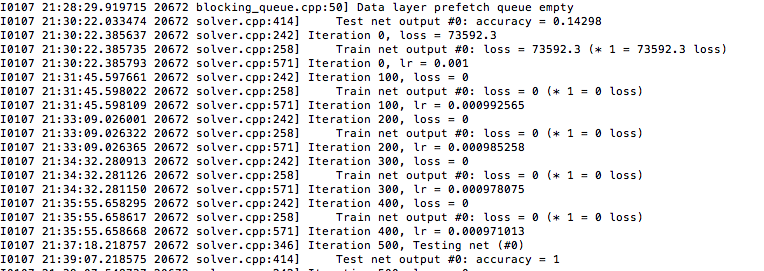 I0107 21:28:29.919715 20672 blocking_queue.cpp:50] Data layer prefetch queue empty
I0107 21:30:22.033474 20672 solver.cpp:414]     Test net output #0: accuracy = 0.14298
I0107 21:30:22.385637 20672 solver.cpp:242] Iteration 0, loss = 73592.3
I0107 21:30:22.385735 20672 solver.cpp:258]     Train net output #0: loss = 73592.3 (* 1 = 73592.3 loss)
I0107 21:30:22.385793 20672 solver.cpp:571] Iteration 0, lr = 0.001
I0107 21:31:45.597661 20672 solver.cpp:242] Iteration 100, loss = 0
I0107 21:31:45.598022 20672 solver.cpp:258]     Train net output #0: loss = 0 (* 1 = 0 loss)
I0107 21:31:45.598109 20672 solver.cpp:571] Iteration 100, lr = 0.000992565
I0107 21:33:09.026001 20672 solver.cpp:242] Iteration 200, loss = 0
I0107 21:33:09.026322 20672 solver.cpp:258]     Train net output #0: loss = 0 (* 1 = 0 loss)
I0107 21:33:09.026365 20672 solver.cpp:571] Iteration 200, lr = 0.000985258
I0107 21:34:32.280913 20672 solver.cpp:242] Iteration 300, loss = 0
I0107 21:34:32.281126 20672 solver.cpp:258]     Train net output #0: loss = 0 (* 1 = 0 loss)
I0107 21:34:32.281150 20672 solver.cpp:571] Iteration 300, lr = 0.000978075
I0107 21:35:55.658295 20672 solver.cpp:242] Iteration 400, loss = 0
I0107 21:35:55.658617 20672 solver.cpp:258]     Train net output #0: loss = 0 (* 1 = 0 loss)
I0107 21:35:55.658668 20672 solver.cpp:571] Iteration 400, lr = 0.000971013
I0107 21:37:18.218757 20672 solver.cpp:346] Iteration 500, Testing net (#0)
I0107 21:39:07.218575 20672 solver.cpp:414]     Test net output #0: accuracy = 1